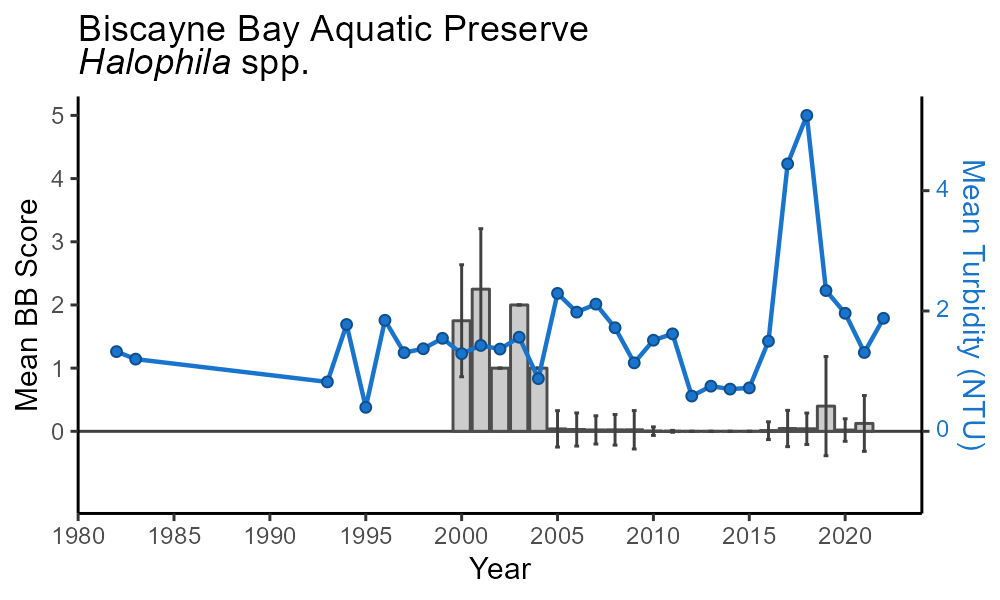 Biscayne Bay Aquatic Preserve
Halophila spp.
Mean BB Score
5
4
3
2
1
0
4
2
0
Mean Turbidity (NTU)
1980 1985 1990 1995 2000 2005 2010 2015 2020
Year